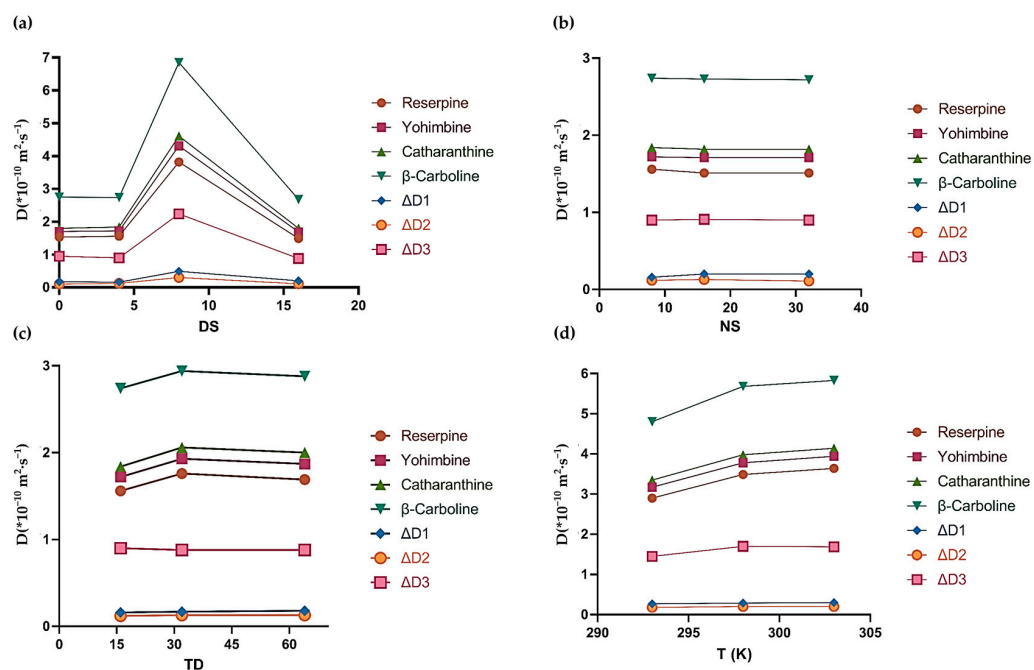 (a)
D(*10⁻¹⁰ m²·s⁻¹)
7
6
5
4
3
2
1
0
0 5 10 15 20
DS
Reserpine
Yohimbine
Catharanthine
β-Carboline
ΔD1
ΔD2
ΔD3
(b)
D(*10⁻¹⁰ m²·s⁻¹)
3
2
1
0
0 10 20 30 40
NS
Reserpine
Yohimbine
Catharanthine
β-Carboline
ΔD1
ΔD2
ΔD3
(c)
D(*10⁻¹⁰ m²·s⁻¹)
3
2
1
0
0 15 30 45 60
TD
Reserpine
Yohimbine
Catharanthine
β-Carboline
ΔD1
ΔD2
ΔD3
(d)
D(*10⁻¹⁰ m²·s⁻¹)
6
5
4
3
2
1
0
290 295 300 305
T (K)
Reserpine
Yohimbine
Catharanthine
β-Carboline
ΔD1
ΔD2
ΔD3